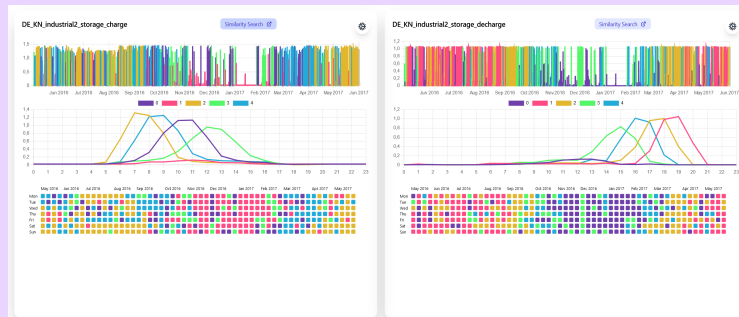 DE_KN_industrial2_storage_charge
Similarity Search
1,5
1
0,5
0
Jun 2016 Jul 2016 Aug 2016 Sep 2016 Oct 2016 Nov 2016 Dec 2016 Jan 2017 Feb 2017 Mar 2017 Apr 2017 May 2017 Jun 2017
0 1 2 3 4
1,4
1,2
1
0,8
0,6
0,4
0,2
0
0 1 2 3 4 5 6 7 8 9 10 11 12 13 14 15 16 17 18 19 20 21 22 23
May 2016 Jun 2016 Jul 2016 Aug 2016 Sep 2016 Oct 2016 Nov 2016 Dec 2016 Jan 2017 Feb 2017 Mar 2017 Apr 2017 May 2017
Mon
Tue
Wed
Thu
Fri
Sat
Sun
DE_KN_industrial2_storage_decharge
Similarity Search
1,2
1
0,8
0,6
0,4
0,2
0
Jun 2016 Jul 2016 Aug 2016 Sep 2016 Oct 2016 Nov 2016 Dec 2016 Jan 2017 Feb 2017 Mar 2017 Apr 2017 May 2017 Jun 2017
0 1 2 3 4
1,2
1
0,8
0,6
0,4
0,2
0
0 1 2 3 4 5 6 7 8 9 10 11 12 13 14 15 16 17 18 19 20 21 22 23
May 2016 Jun 2016 Jul 2016 Aug 2016 Sep 2016 Oct 2016 Nov 2016 Dec 2016 Jan 2017 Feb 2017 Mar 2017 Apr 2017 May 2017
Mon
Tue
Wed
Thu
Fri
Sat
Sun